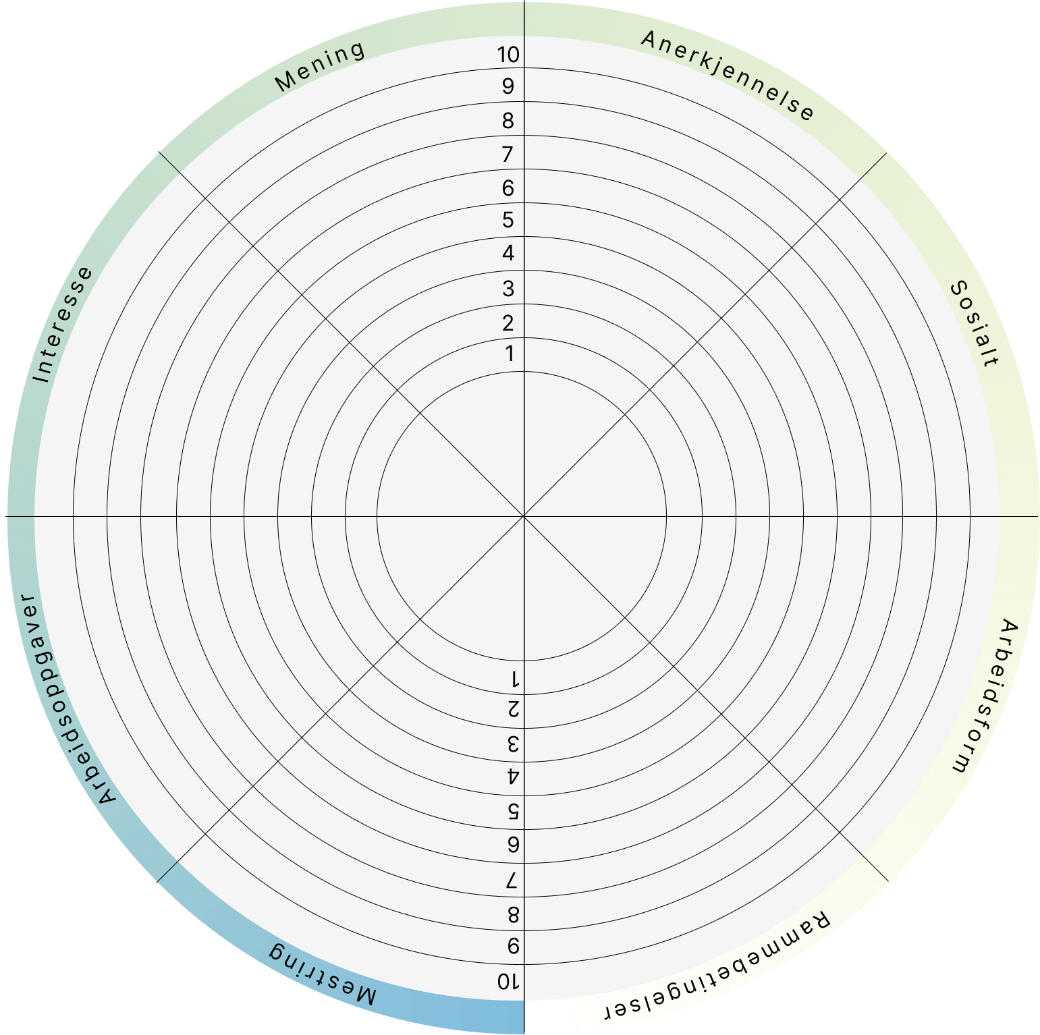 Anerkjennelse
Sosialt
Arbeidsform
Rammebetingelser
Mestring
Arbeidsoppgaver
Interesse
Mening
10
9
8
7
6
5
4
3
2
1
1
2
3
4
5
6
7
8
9
10